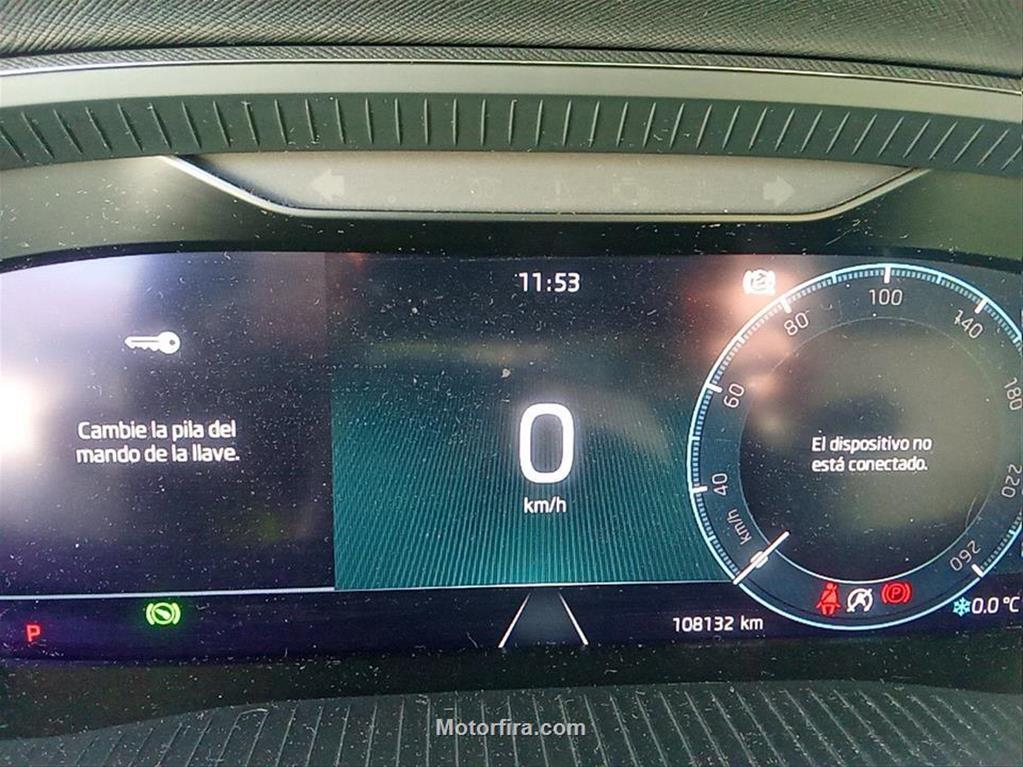 11:53
Cambie la pila del
mando de la llave.
0
km/h
40
60
80
100
140
180
220
260
km/h
El dispositivo no
está conectado.
P
P
108132 km
0.0 °C
Motorfira.com